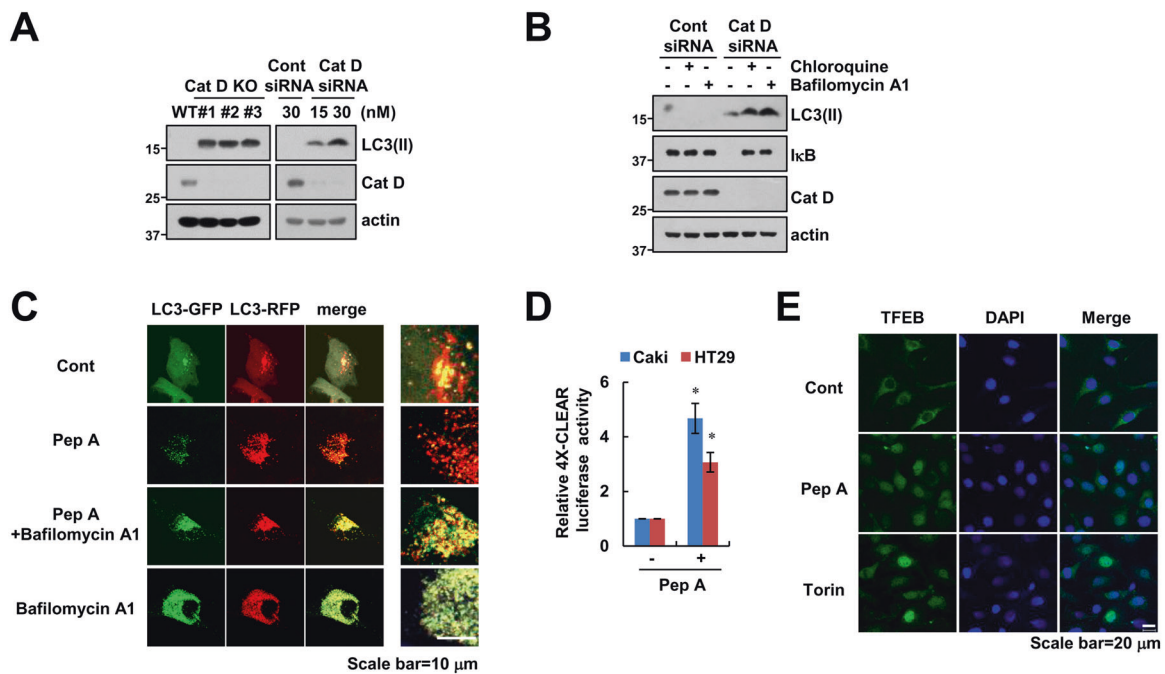 A
Cat D KO
Cont siRNA
Cat D siRNA
WT#1 #2 #3 30 15 30 (nM)
15 LC3(II)
25 Cat D
37 actin
B
Cont siRNA
Cat D siRNA
- + - - + - Chloroquine
- - + - - + Bafilomycin A1
15 LC3(II)
37 IκB
25 Cat D
37 actin
C
LC3-GFP LC3-RFP merge
Cont
Pep A
Pep A
+Bafilomycin A1
Bafilomycin A1
Scale bar=10 μm
D
Caki HT29
Relative 4X-CLEAR
luciferase activity
6
4
2
0
* *
- +
Pep A
E
TFEB DAPI Merge
Cont
Pep A
Torin
Scale bar=20 μm